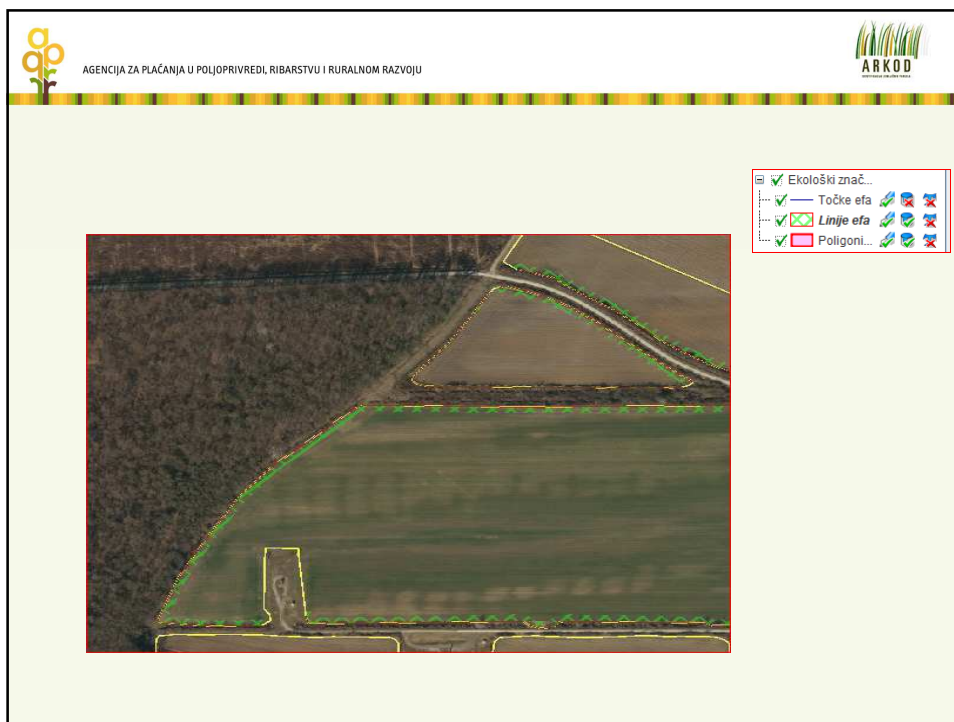 AGENCIJA ZA PLAĆANJA U POLJOPRIVREDI, RIBARSTVU I RURALNOM RAZVOJU
ARKOD
Ekološki znač...
Točke efa
Linije efa
Poligoni...